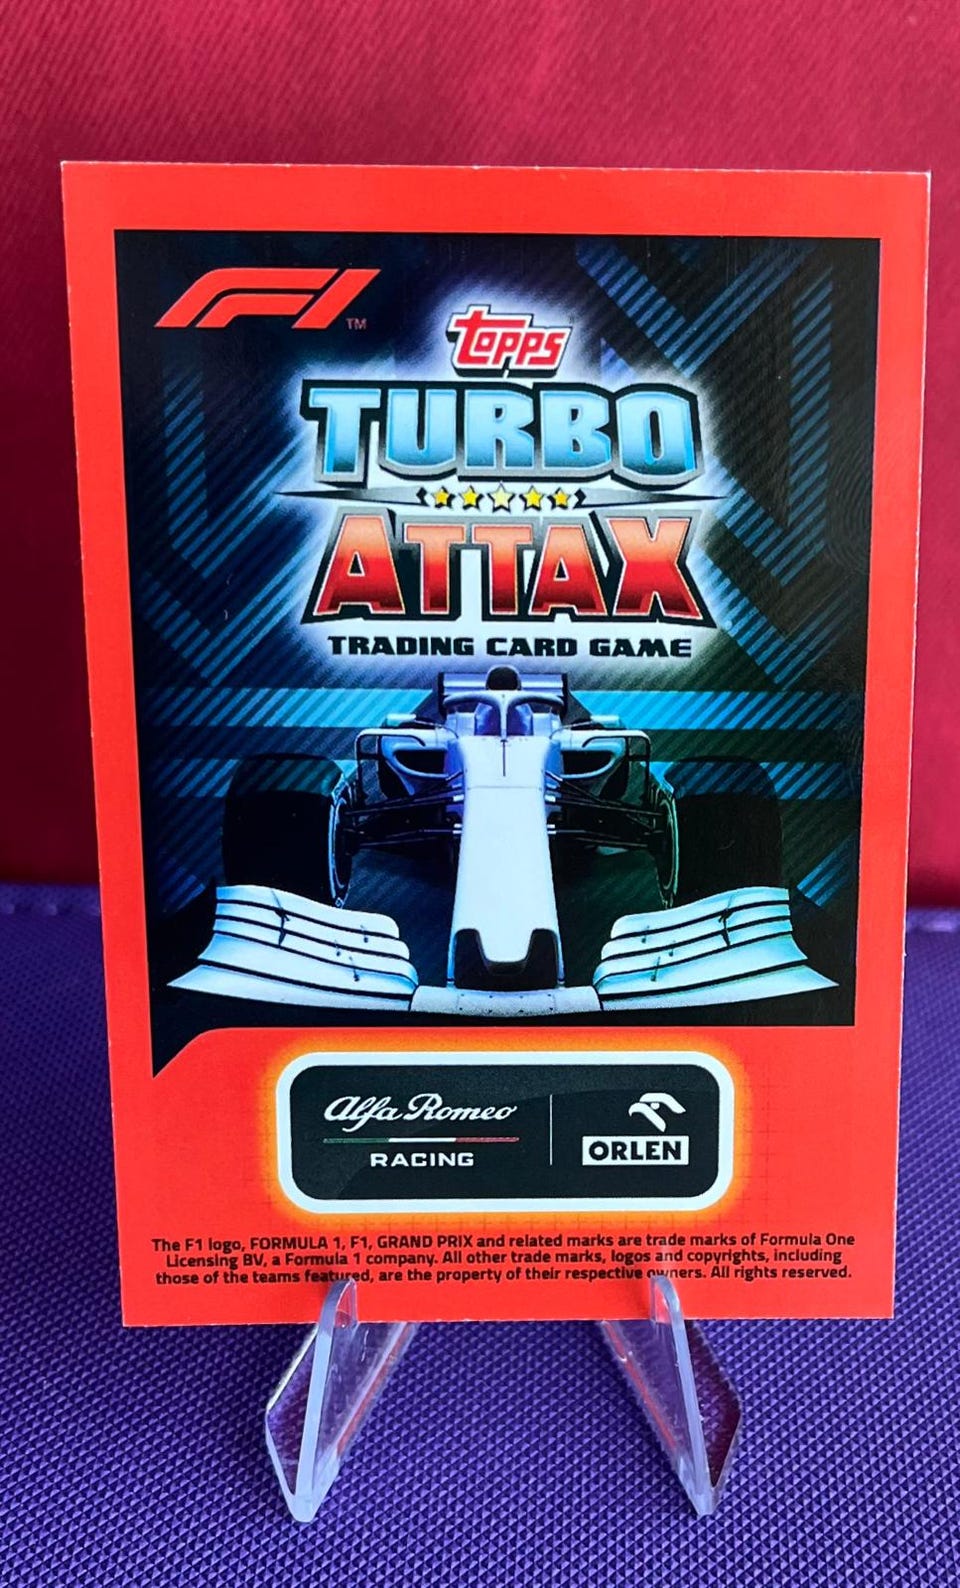 F1™
topps
TURBO
ATTAX
TRADING CARD GAME
Alfa Romeo
RACING
ORLEN
The F1 logo, FORMULA 1, F1, GRAND PRIX and related marks are trade marks of Formula One
Licensing BV, a Formula 1 company. All other trade marks, logos and copyrights, including
those of the teams featured, are the property of their respective owners. All rights reserved.